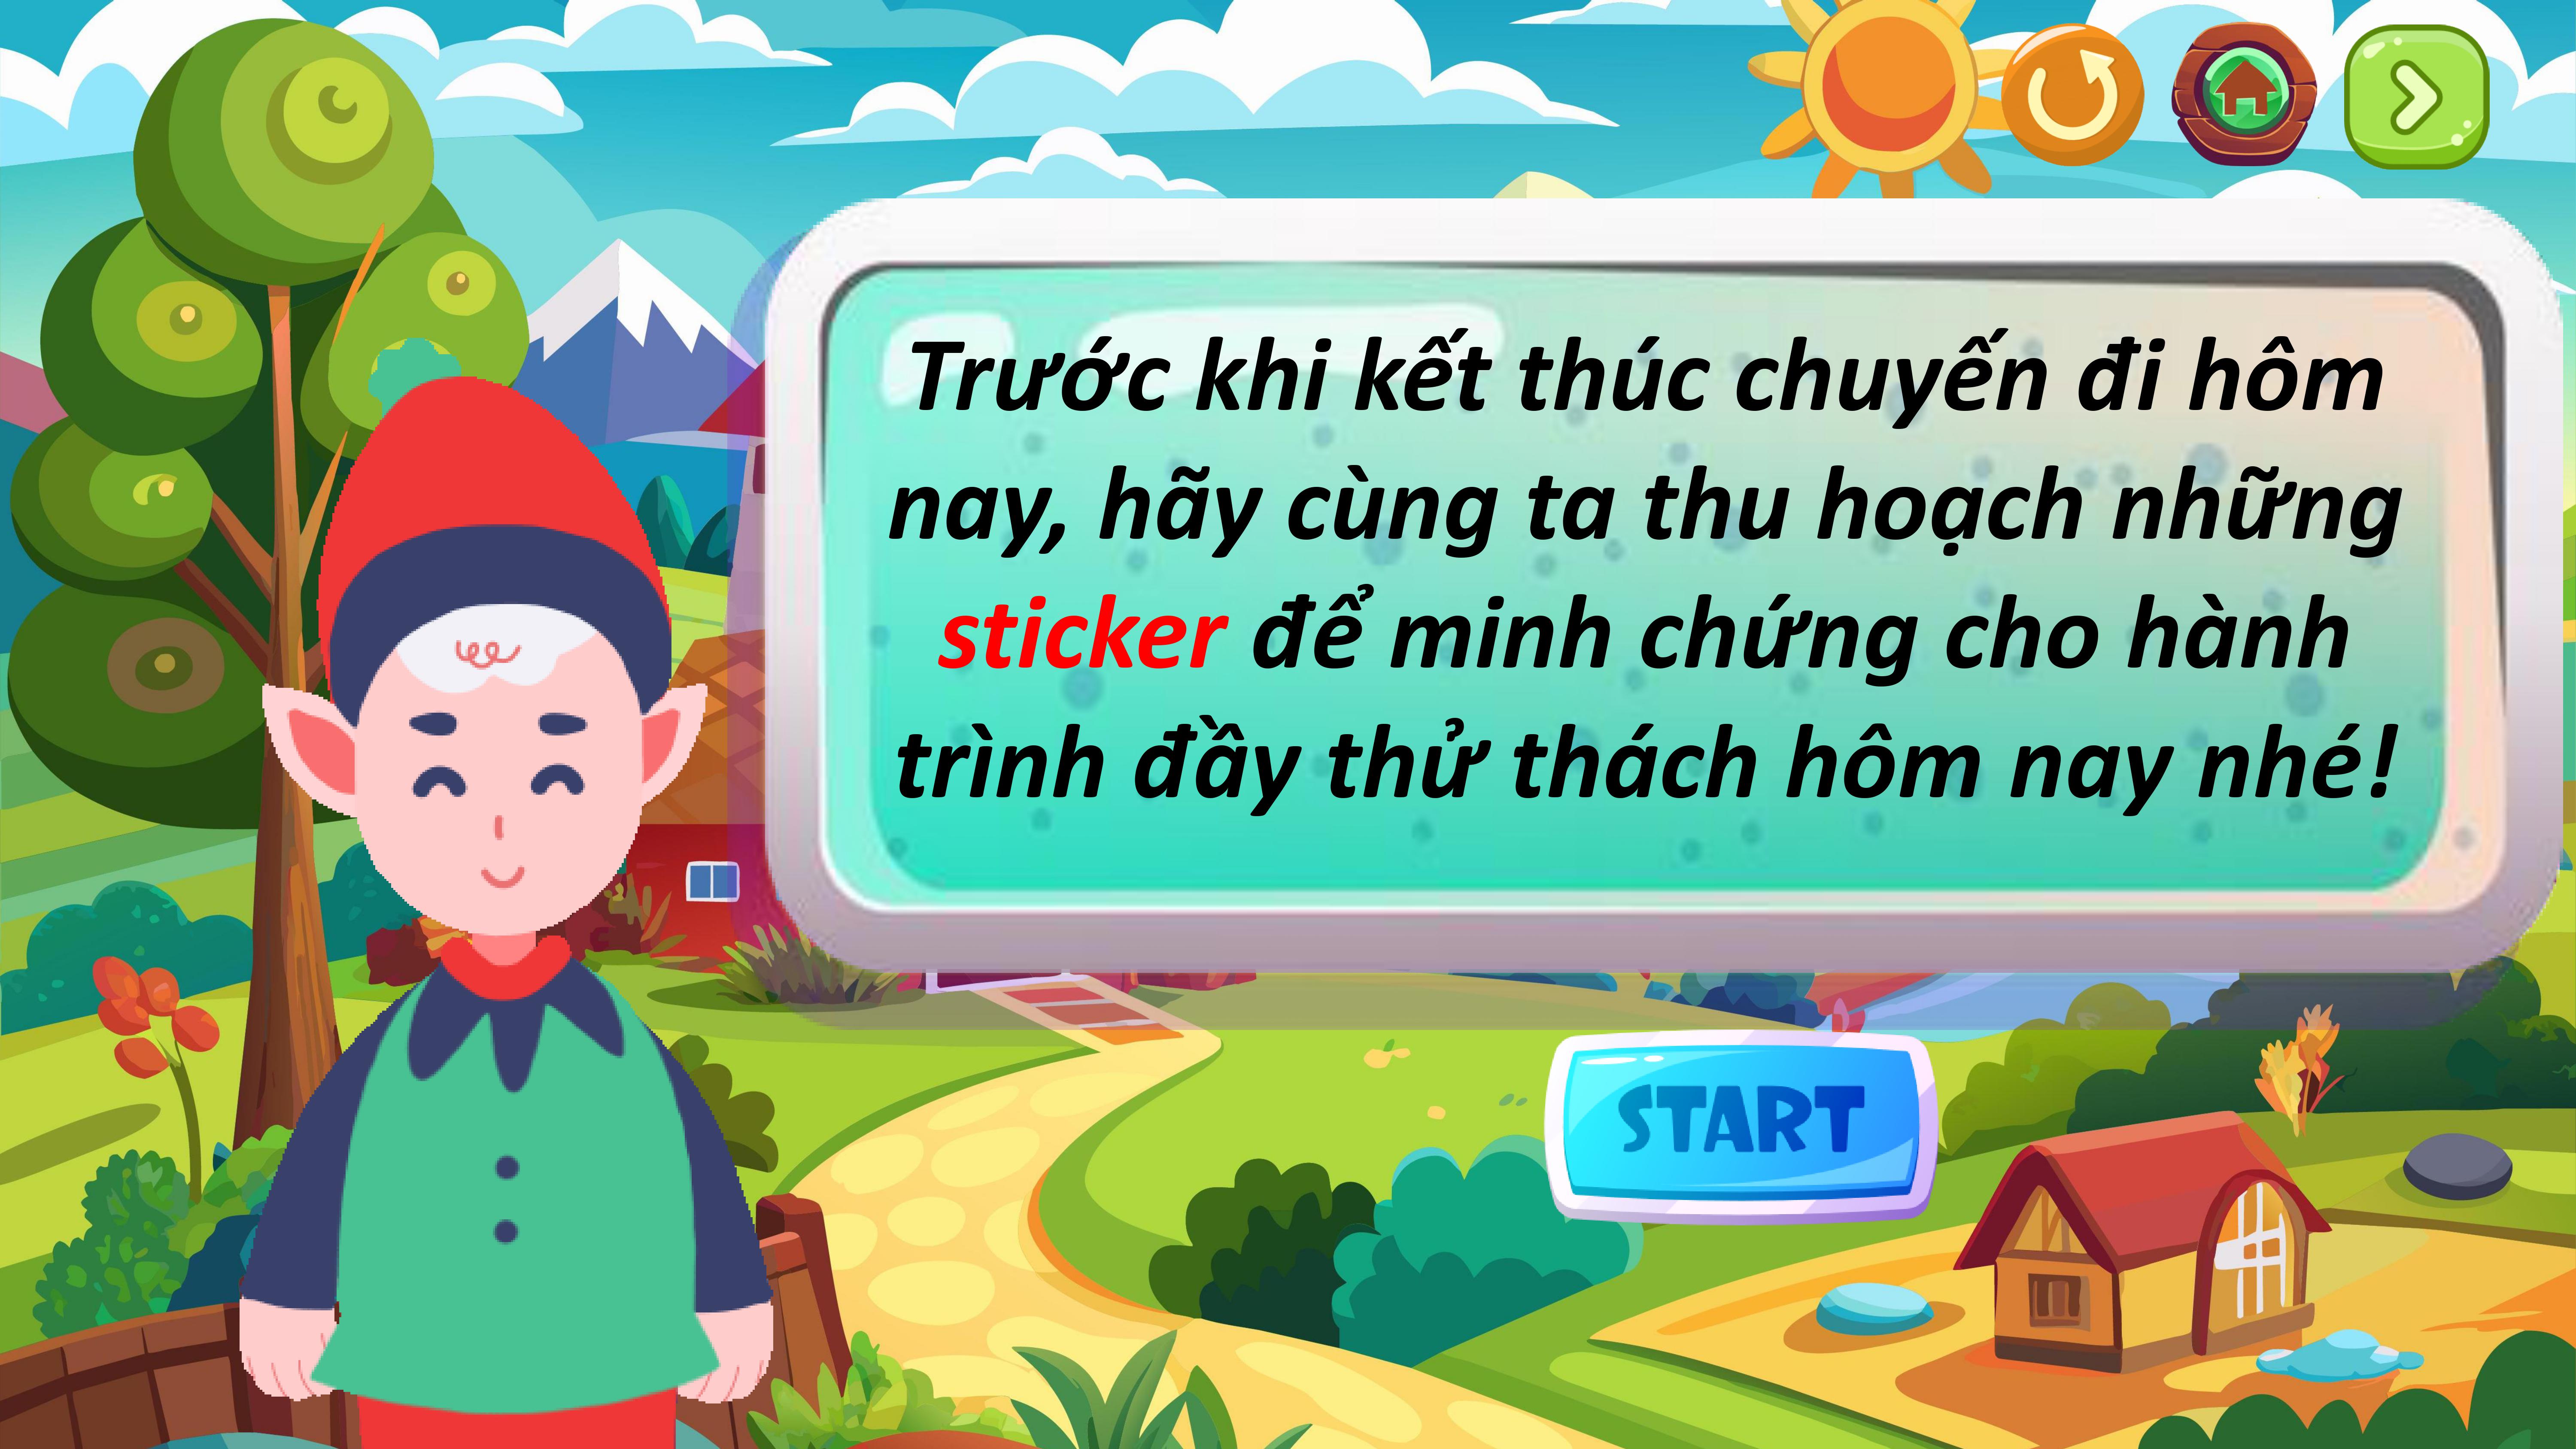 Trước khi kết thúc chuyến đi hôm
nay, hãy cùng ta thu hoạch những
sticker để minh chứng cho hành
trình đầy thử thách hôm nay nhé!
START